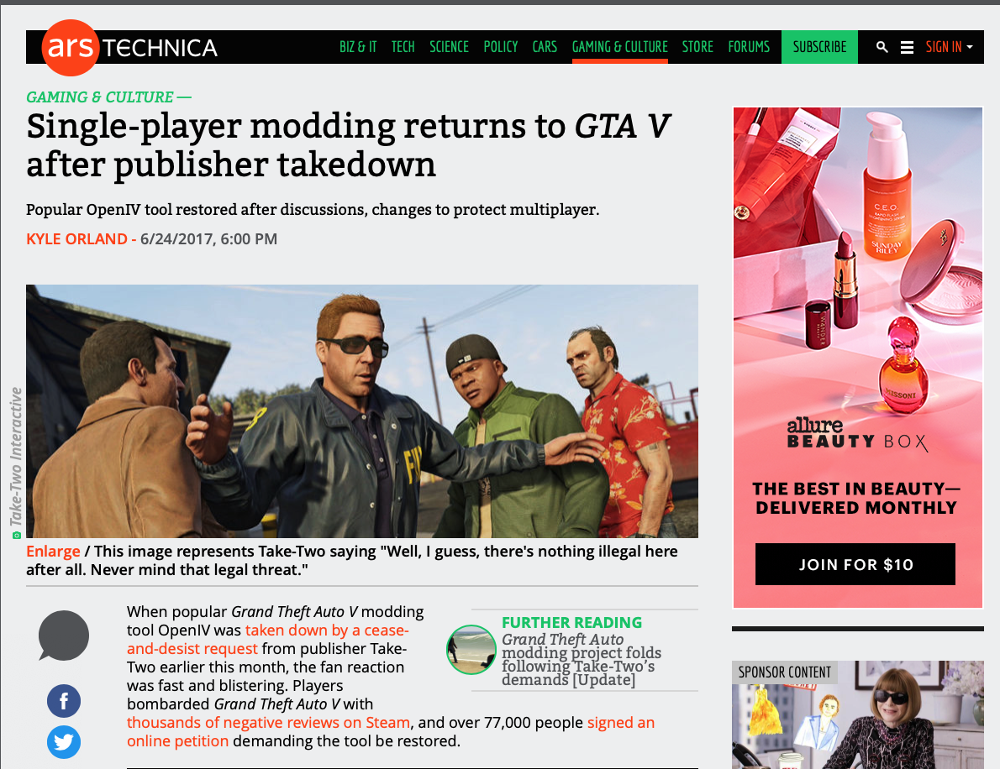 ars TECHNICA
BIZ & IT TECH SCIENCE POLICY CARS GAMING & CULTURE STORE FORUMS SUBSCRIBE SIGN IN
GAMING & CULTURE —
Single-player modding returns to GTA V
after publisher takedown
Popular OpenIV tool restored after discussions, changes to protect multiplayer.
KYLE ORLAND - 6/24/2017, 6:00 PM
Take-Two Interactive
Enlarge / This image represents Take-Two saying "Well, I guess, there's nothing illegal here
after all. Never mind that legal threat."
When popular Grand Theft Auto V modding
tool OpenIV was taken down by a cease-
and-desist request from publisher Take-
Two earlier this month, the fan reaction
was fast and blistering. Players
bombarded Grand Theft Auto V with
thousands of negative reviews on Steam, and over 77,000 people signed an
online petition demanding the tool be restored.
FURTHER READING
Grand Theft Auto
modding project folds
following Take-Two's
demands [Update]
C.E.O.
SUNDAY
RILEY
MISSONI
allure
BEAUTY BOX
THE BEST IN BEAUTY—
DELIVERED MONTHLY
JOIN FOR $10
SPONSOR CONTENT